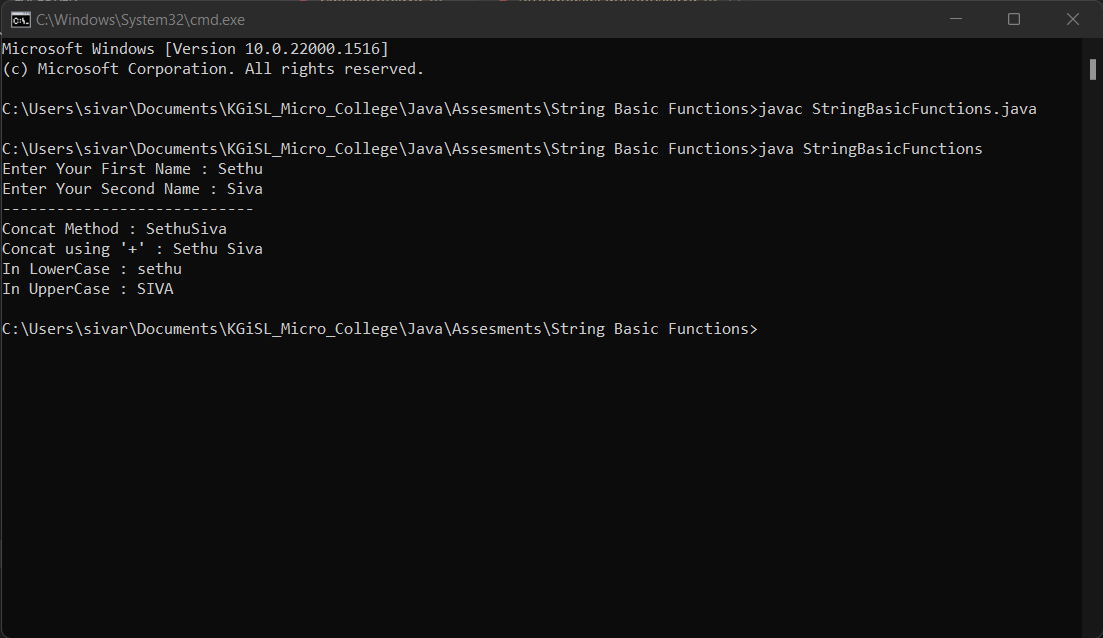 C:\Windows\System32\cmd.exe
Microsoft Windows [Version 10.0.22000.1516]
(c) Microsoft Corporation. All rights reserved.
C:\Users\sivar\Documents\KGiSL_Micro_College\Java\Assesments\String Basic Functions>javac StringBasicFunctions.java
C:\Users\sivar\Documents\KGiSL_Micro_College\Java\Assesments\String Basic Functions>java StringBasicFunctions
Enter Your First Name : Sethu
Enter Your Second Name : Siva
----------------------------
Concat Method : SethuSiva
Concat using '+' : Sethu Siva
In LowerCase : sethu
In UpperCase : SIVA
C:\Users\sivar\Documents\KGiSL_Micro_College\Java\Assesments\String Basic Functions>